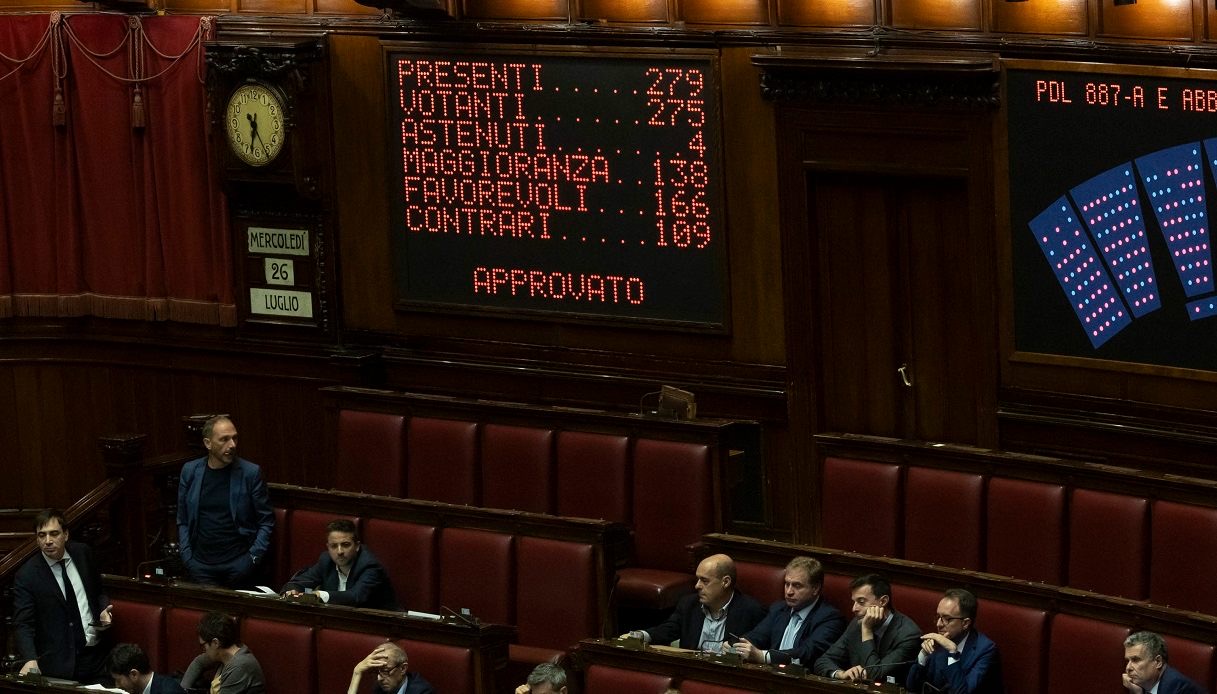 PRESENTI......279
VOTANTI.......275
ASTENUTI........4
MAGGIORANZA...138
FAVOREVOLI....166
CONTRARI......109
APPROVATO
MERCOLEDÌ
26
LUGLIO
PDL 887-A E ABB